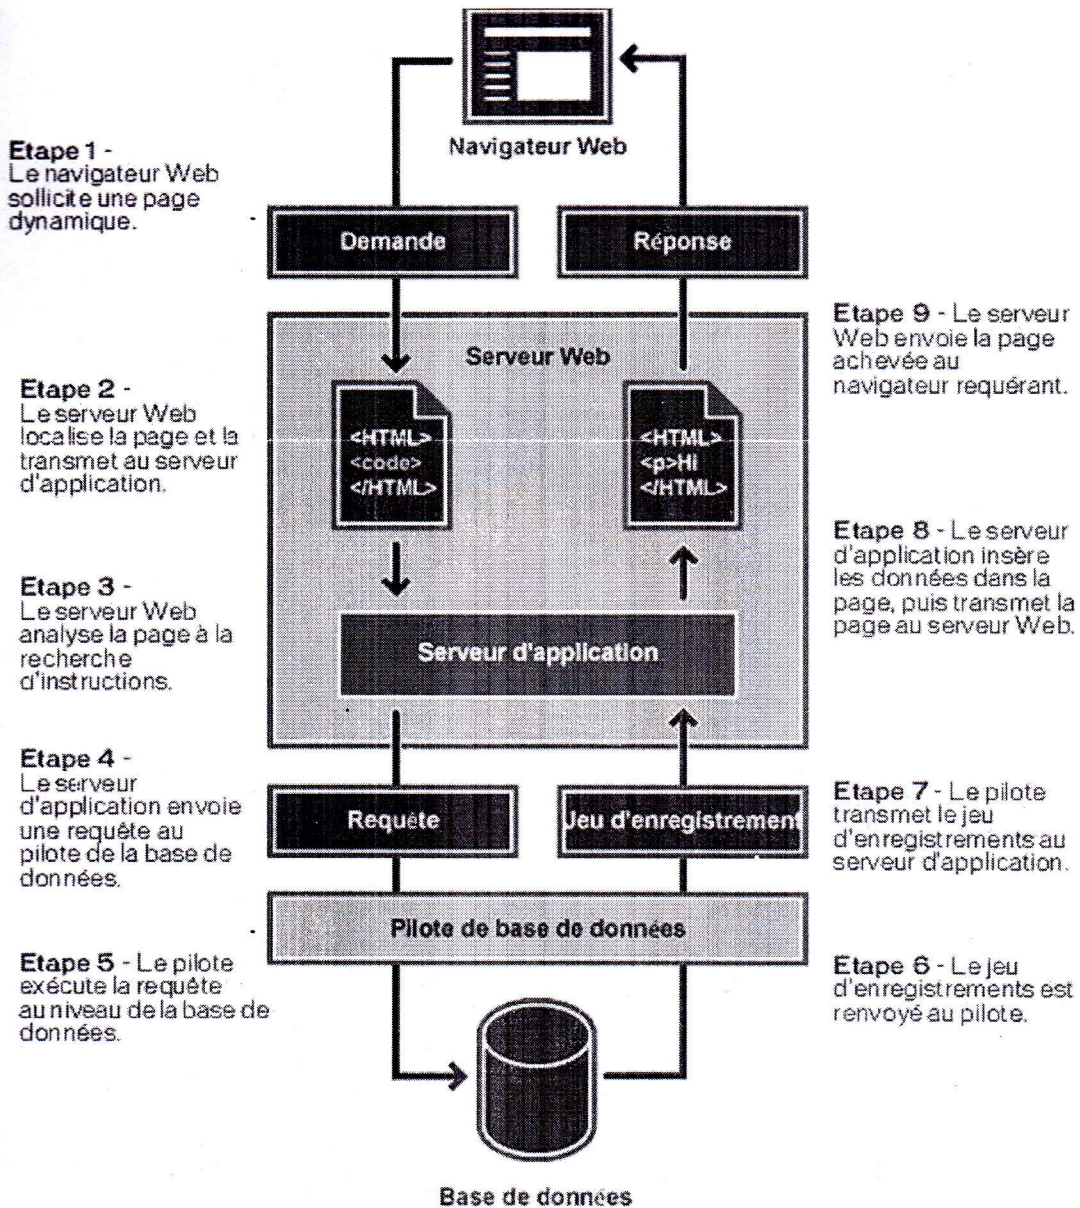 Navigateur Web
Etape 1 -
Le navigateur Web
sollicite une page
dynamique.
Demande
Réponse
Etape 9 - Le serveur
Web envoie la page
achevée au
navigateur requérant.
Serveur Web
Etape 2 -
Le serveur Web
localise la page et la
transmet au serveur
d'application.
<HTML>
<code>
</HTML>
<HTML>
<p>Hi
</HTML>
Etape 8 - Le serveur
d'application insère
les données dans la
page, puis transmet la
page au serveur Web.
Etape 3 -
Le serveur Web
analyse la page à la
recherche
d'instructions.
Serveur d'application
Etape 4 -
Le serveur
d'application envoie
une requête au
pilote de la base de
données.
Requête
Jeu d'enregistrement
Etape 7 - Le pilote
transmet le jeu
d'enregistrements au
serveur d'application.
Pilote de base de données
Etape 5 - Le pilote
exécute la requête
au niveau de la base de
données.
Etape 6 - Le jeu
d'enregistrements est
renvoyé au pilote.
Base de données